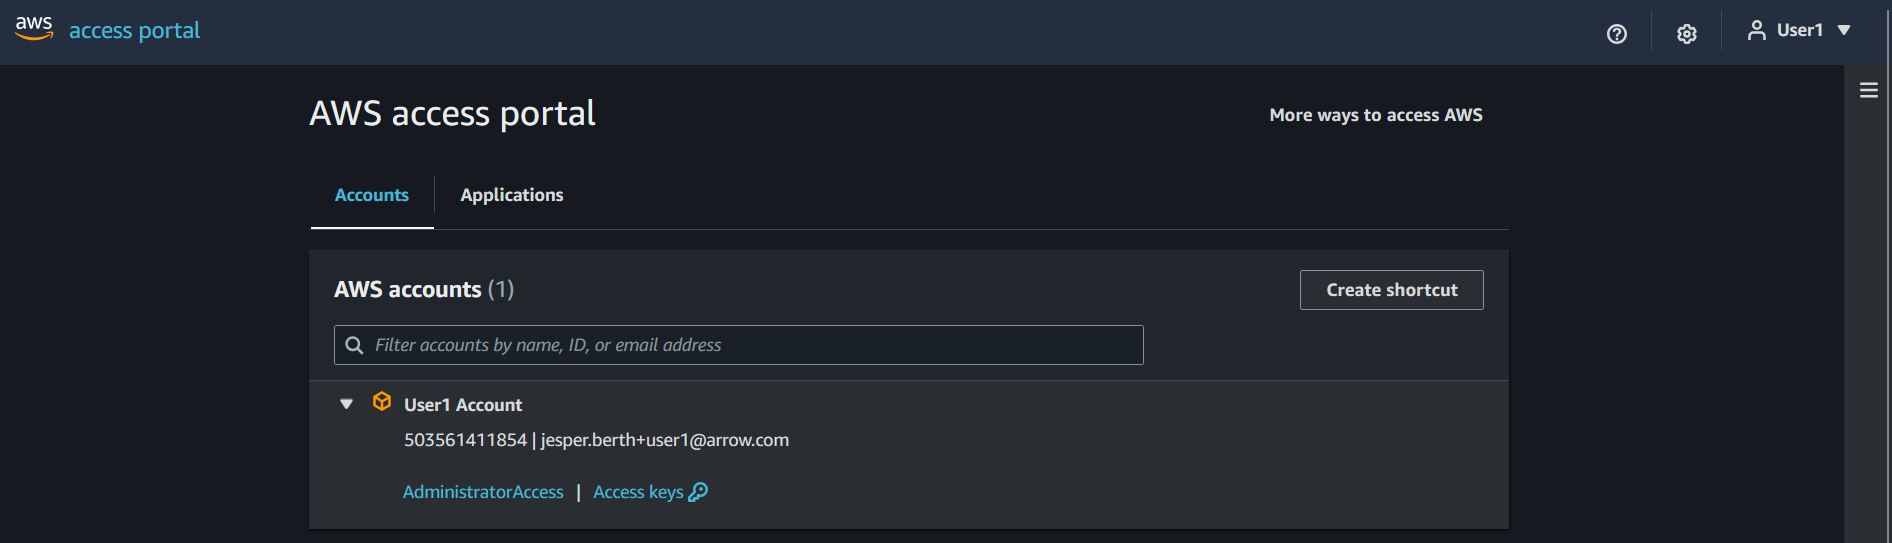 aws access portal
User1
AWS access portal
More ways to access AWS
Accounts
Applications
AWS accounts (1)
Create shortcut
Filter accounts by name, ID, or email address
User1 Account
503561411854 | jesper.berth+user1@arrow.com
AdministratorAccess | Access keys